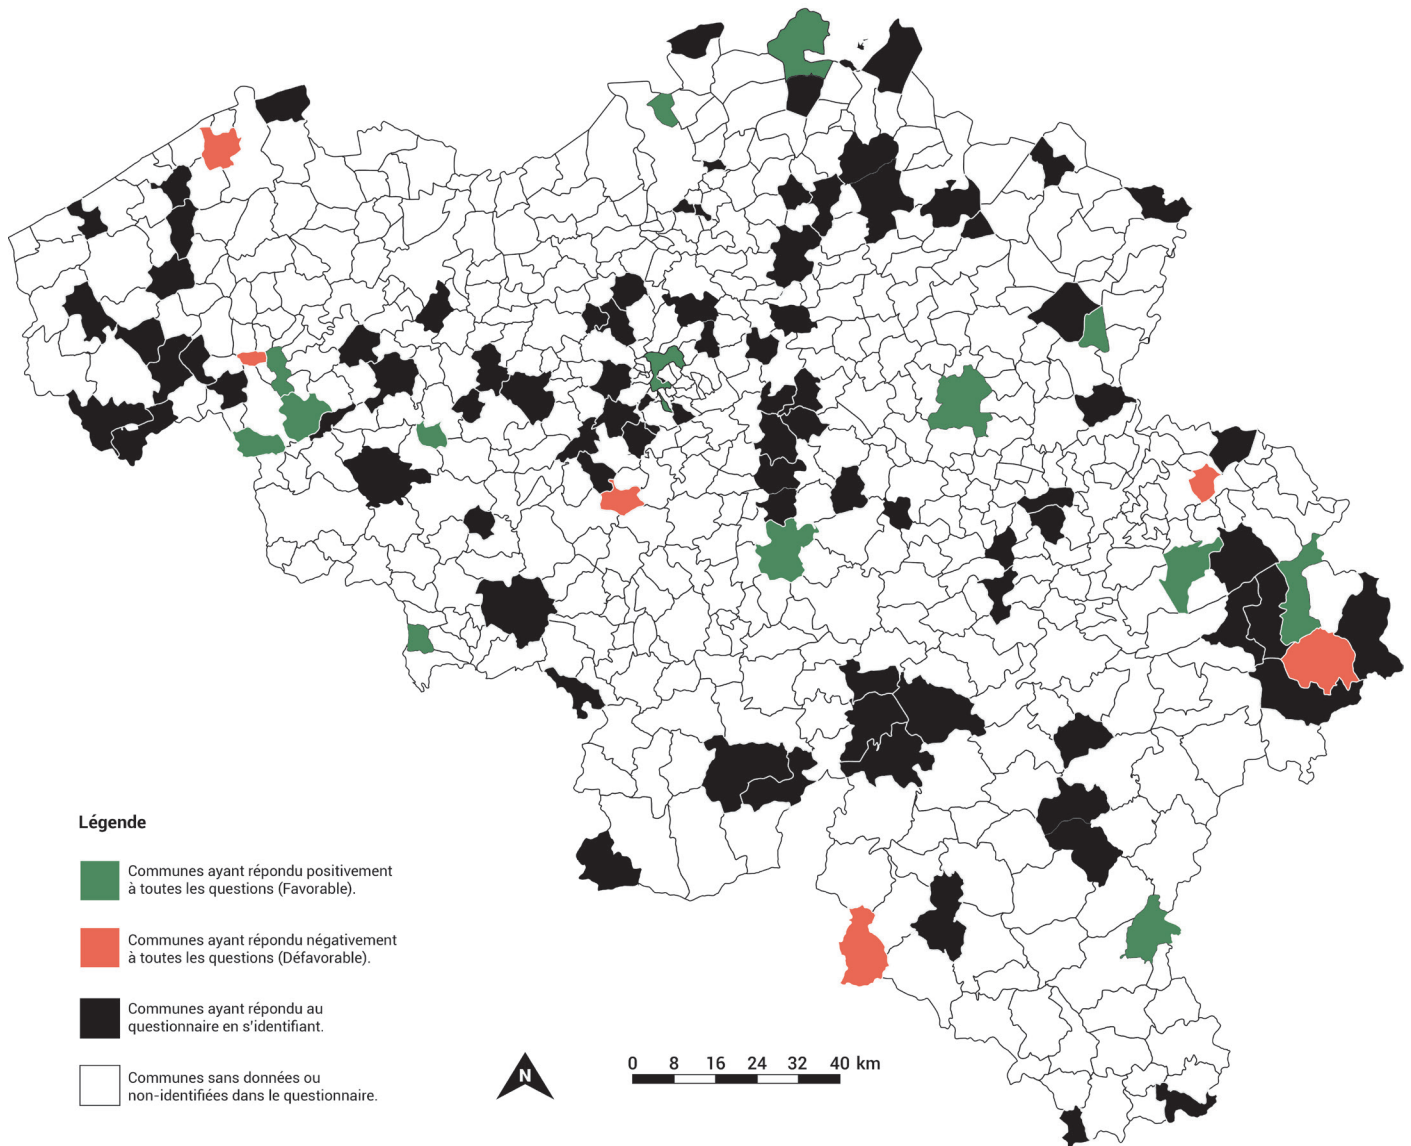 Légende
Communes ayant répondu positivement
à toutes les questions (Favorable).
Communes ayant répondu négativement
à toutes les questions (Défavorable).
Communes ayant répondu au
questionnaire en s'identifiant.
Communes sans données ou
non-identifiées dans le questionnaire.
N
0 8 16 24 32 40 km